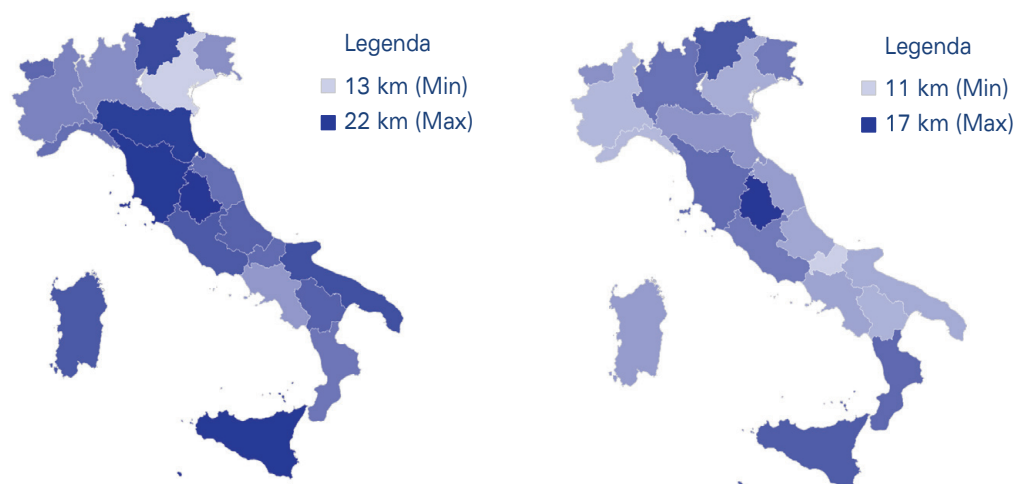 Legenda
13 km (Min)
22 km (Max)
Legenda
11 km (Min)
17 km (Max)